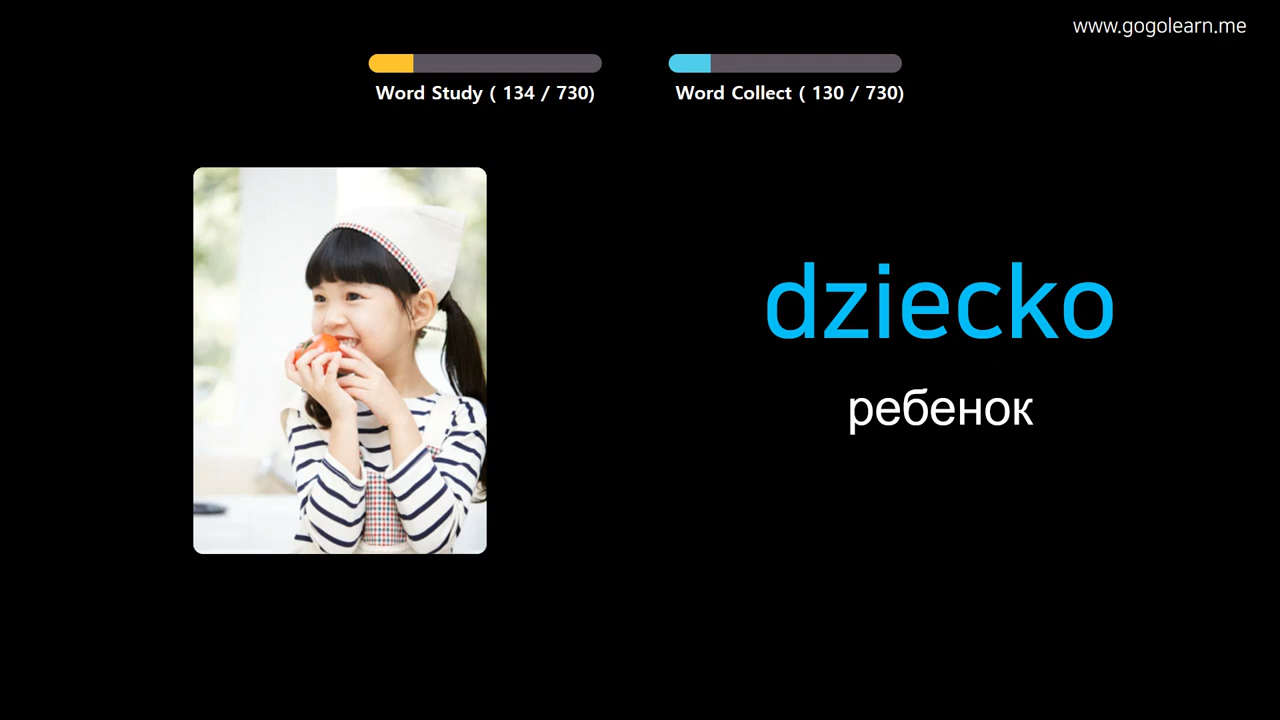 www.gogolearn.me
Word Study ( 134 / 730)
Word Collect ( 130 / 730)
dziecko
ребенок